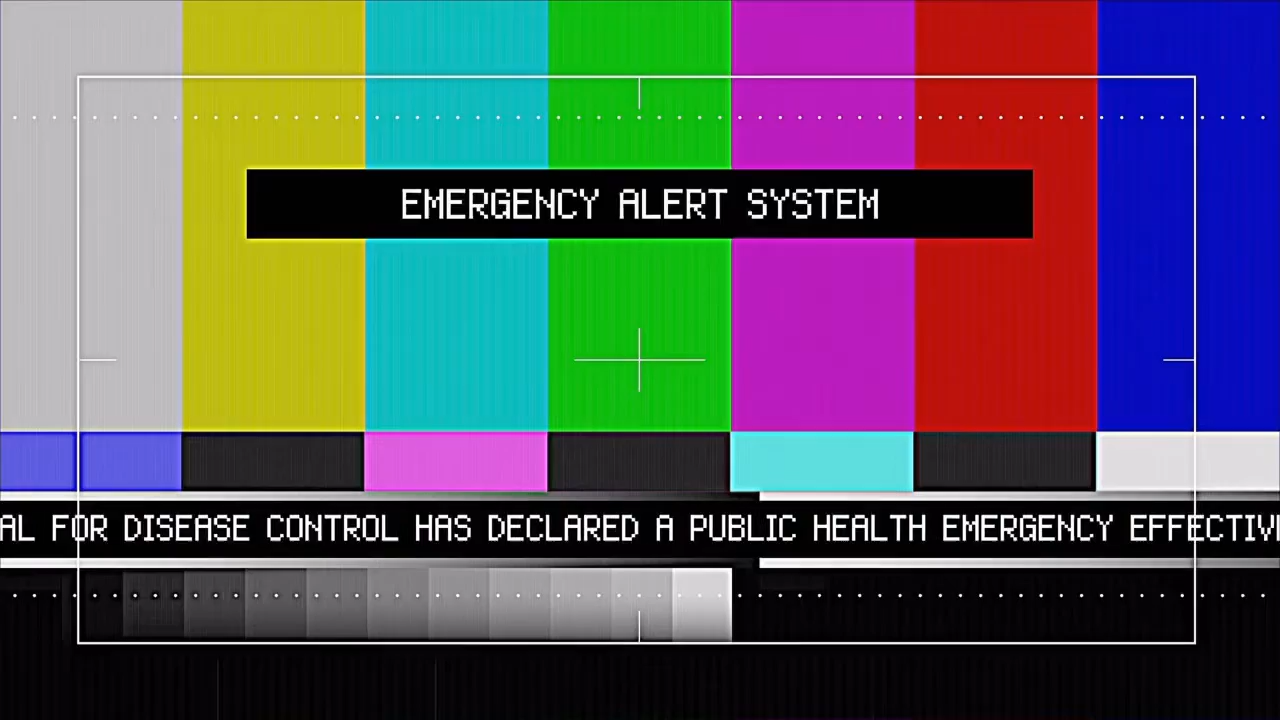 EMERGENCY ALERT SYSTEM
AL FOR DISEASE CONTROL HAS DECLARED A PUBLIC HEALTH EMERGENCY EFFECTIV